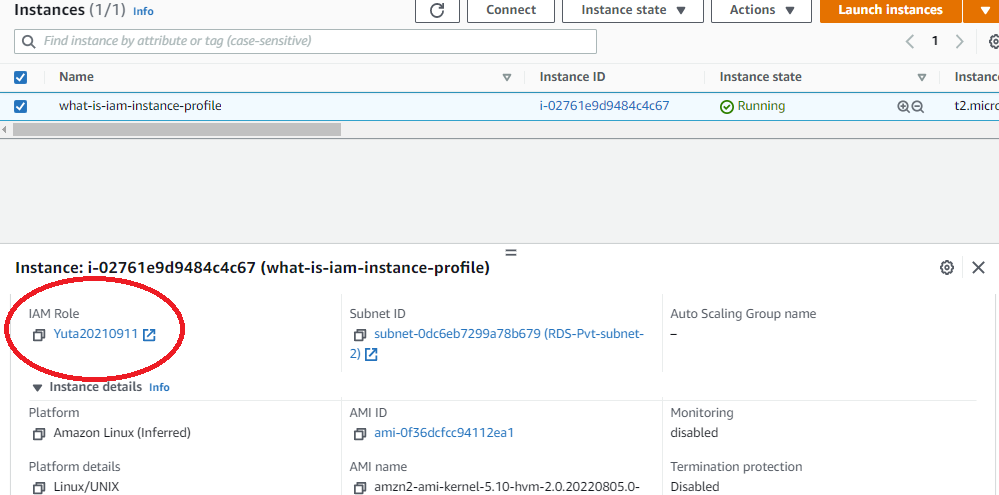 Instances (1/1) Info
Connect
Instance state
Actions
Launch instances
Find instance by attribute or tag (case-sensitive)
1
Name
Instance ID
Instance state
what-is-iam-instance-profile
i-02761e9d9484c4c67
Running
Instance: i-02761e9d9484c4c67 (what-is-iam-instance-profile)
IAM Role
Yuta20210911
Subnet ID
subnet-0dc6eb7299a78b679 (RDS-Pvt-subnet-
2)
Auto Scaling Group name
–
Instance details Info
Platform
Amazon Linux (Inferred)
AMI ID
ami-0f36dcfcc94112ea1
Monitoring
disabled
Platform details
Linux/UNIX
AMI name
amzn2-ami-kernel-5.10-hvm-2.0.20220805.0-
Termination protection
Disabled